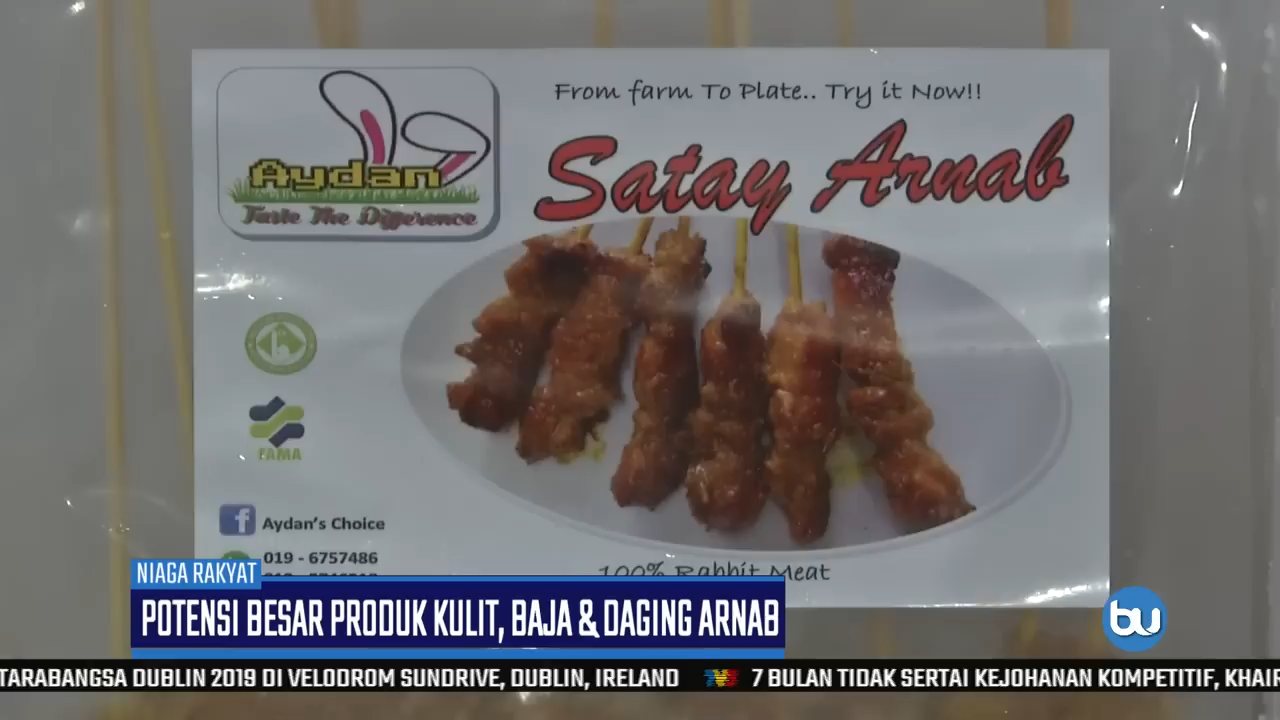 From farm To Plate.. Try it Now!!
Satay Arnab
Aydan
Taste The Difference
FAMA
f Aydan's Choice
019 - 6757486
100% Rabbit Meat
NIAGA RAKYAT
POTENSI BESAR PRODUK KULIT, BAJA & DAGING ARNAB
bu
TARABANGSA DUBLIN 2019 DI VELODROM SUNDRIVE, DUBLIN, IRELAND 7 BULAN TIDAK SERTAI KEJOHANAN KOMPETITIF, KHAIR